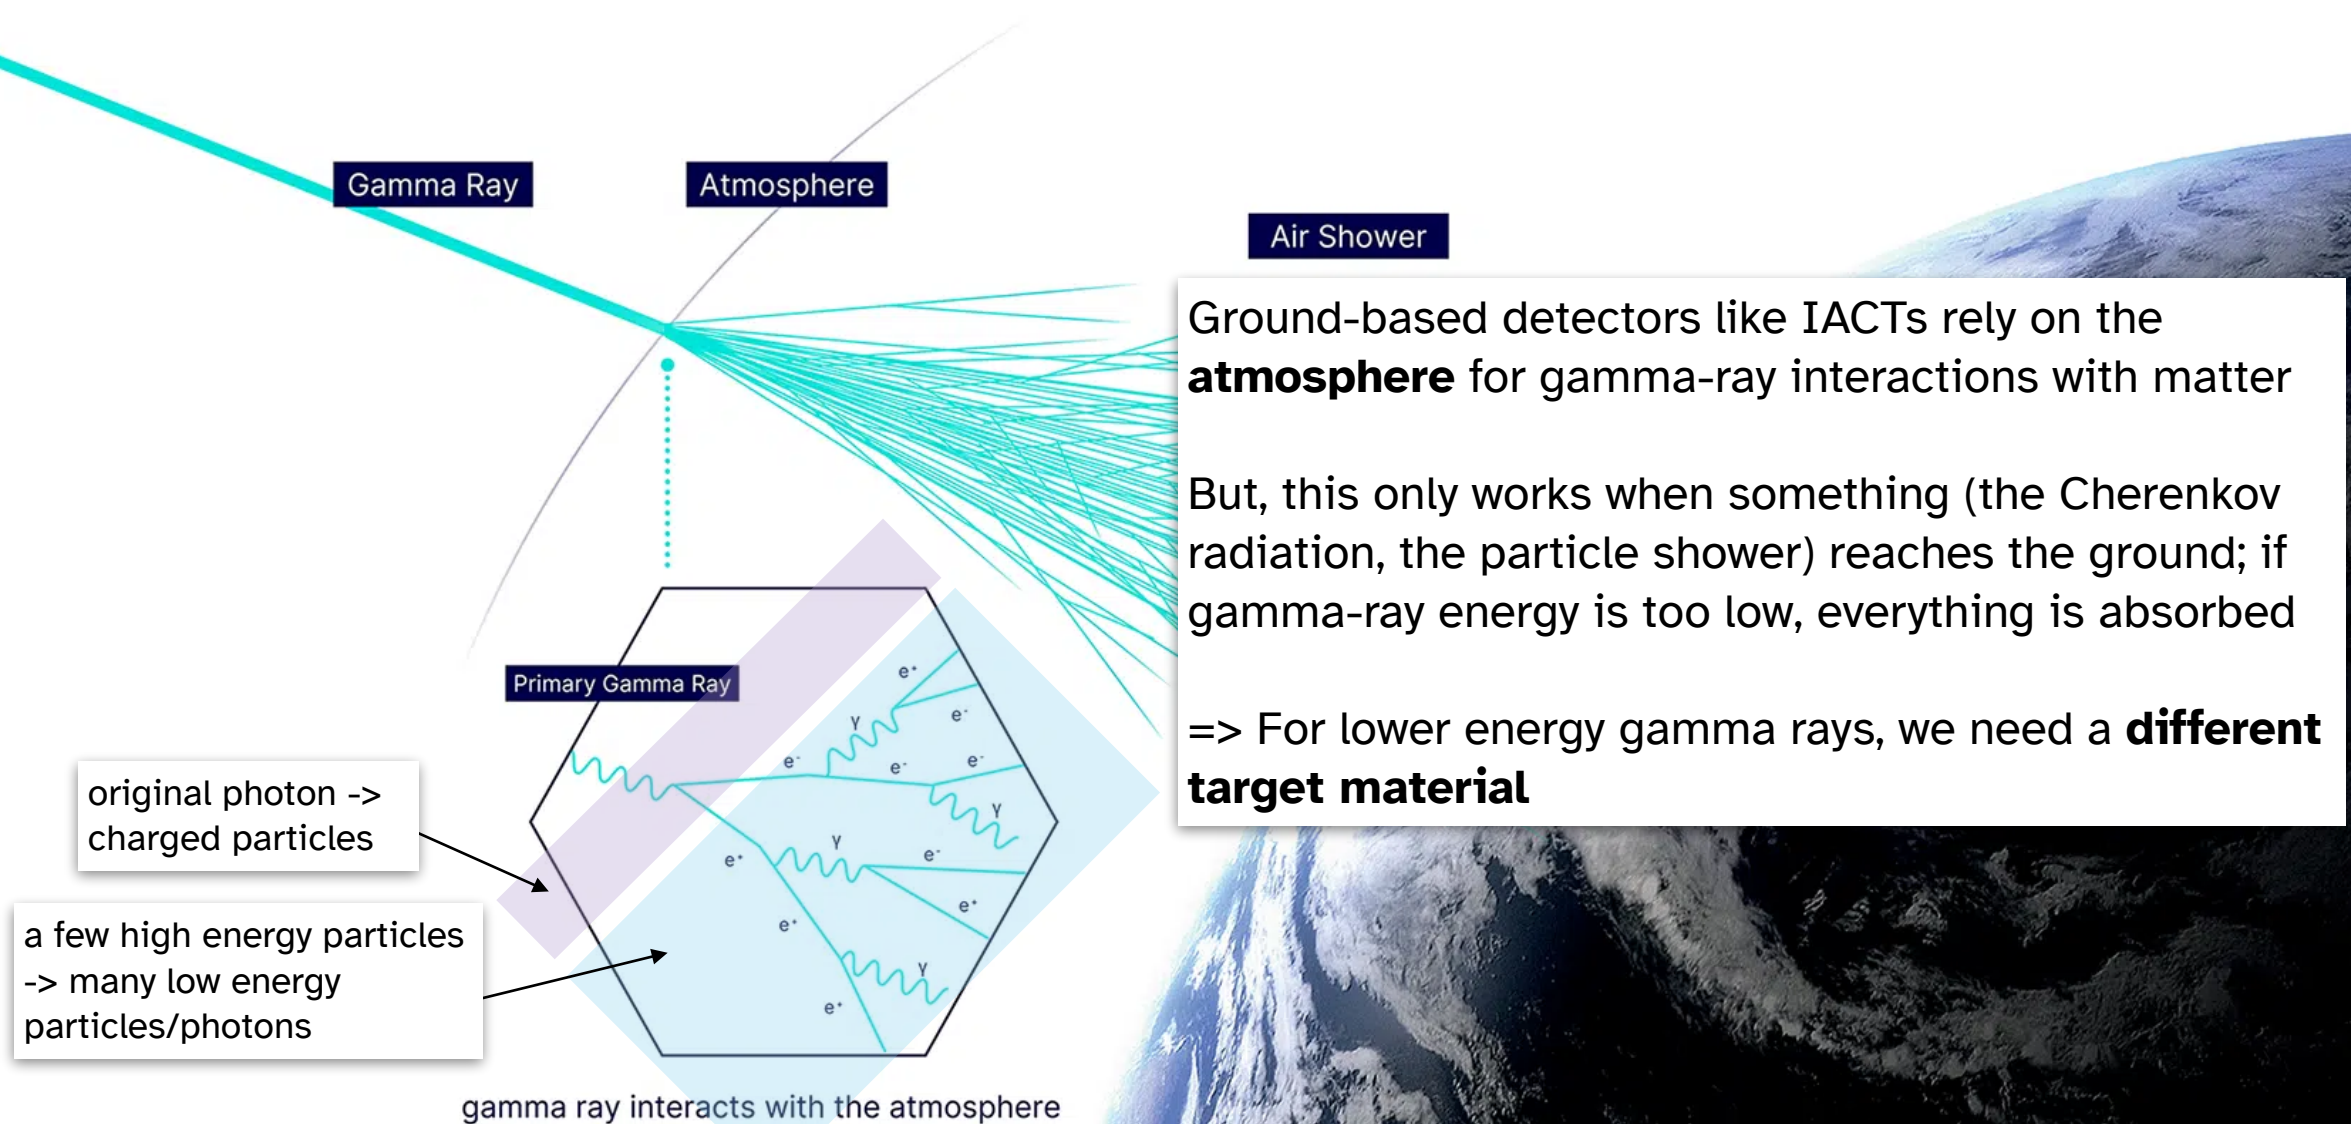 Gamma Ray
Atmosphere
Air Shower
Ground-based detectors like IACTs rely on the
atmosphere for gamma-ray interactions with matter
But, this only works when something (the Cherenkov
radiation, the particle shower) reaches the ground; if
gamma-ray energy is too low, everything is absorbed
=> For lower energy gamma rays, we need a different
target material
Primary Gamma Ray
e⁺
e⁻
γ
e⁻
e⁻
e⁻
γ
e⁺
γ
e⁻
e⁺
e⁺
γ
e⁺
original photon ->
charged particles
a few high energy particles
-> many low energy
particles/photons
gamma ray interacts with the atmosphere